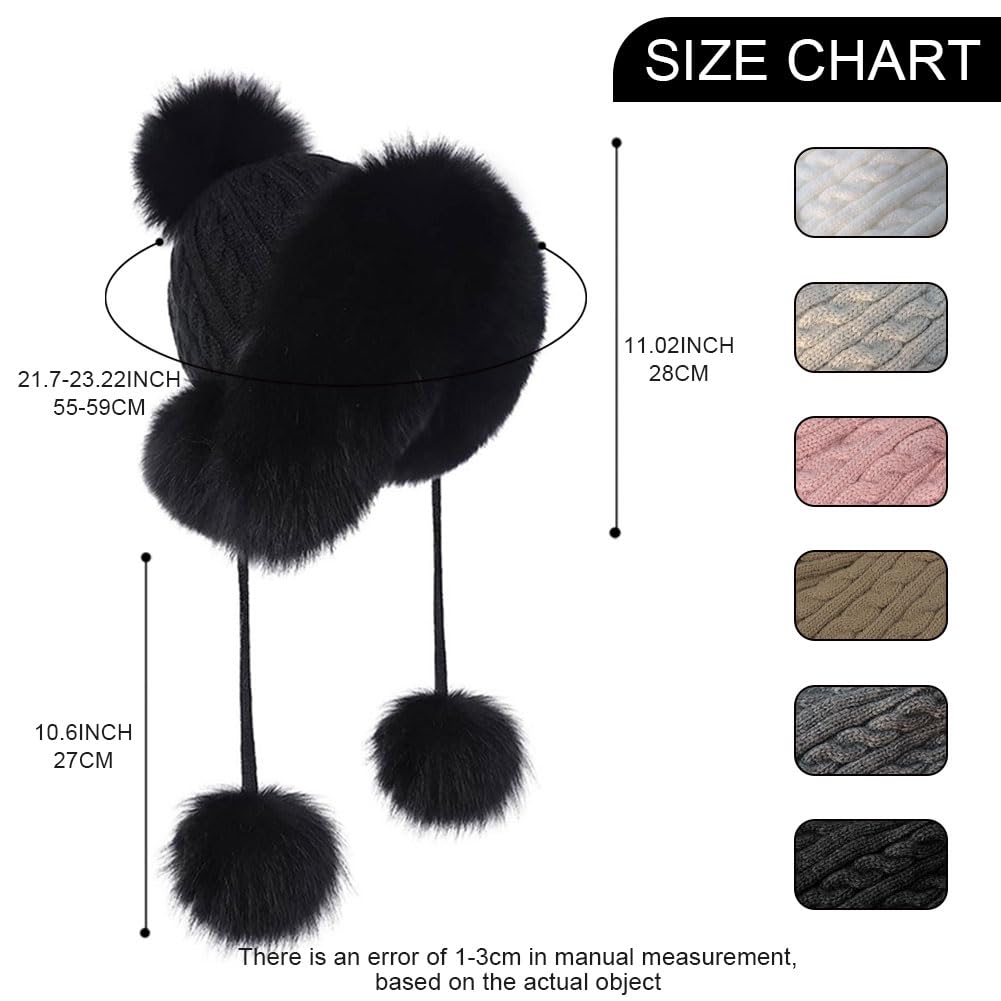 SIZE CHART
11.02INCH
28CM
21.7-23.22INCH
55-59CM
10.6INCH
27CM
There is an error of 1-3cm in manual measurement,
based on the actual object